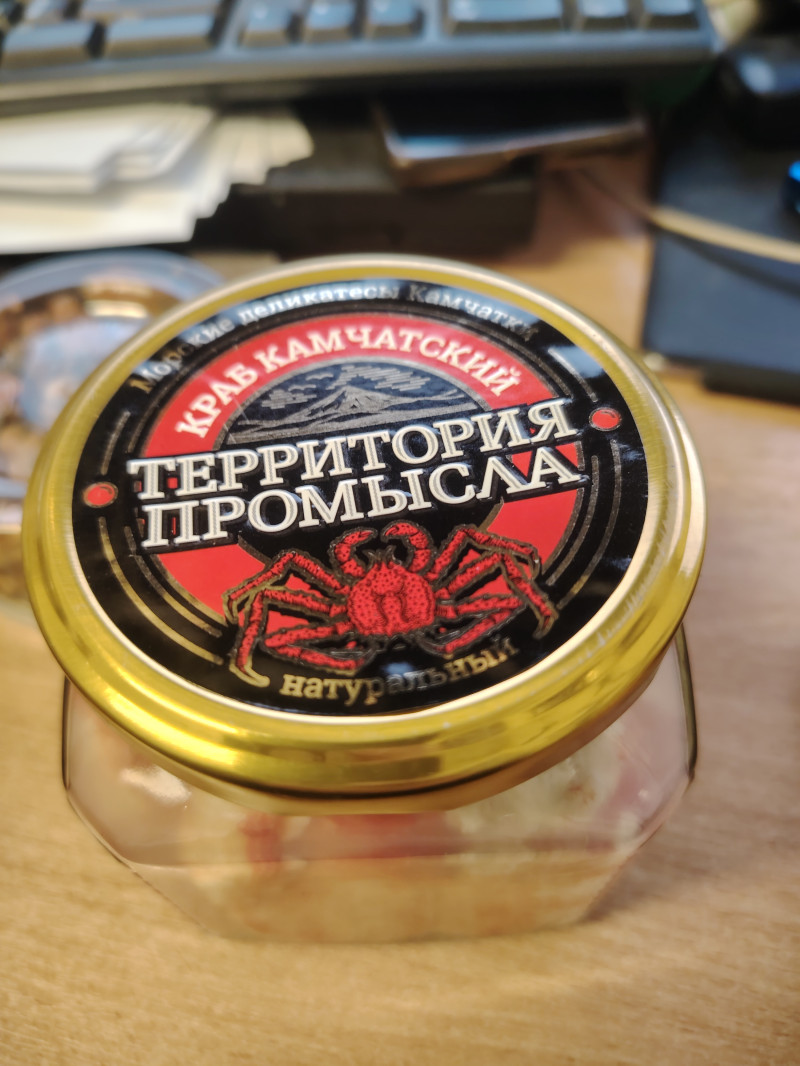 Морские деликатесы Камчатки
КРАБ КАМЧАТСКИЙ
ТЕРРИТОРИЯ
ПРОМЫСЛА
натуральный